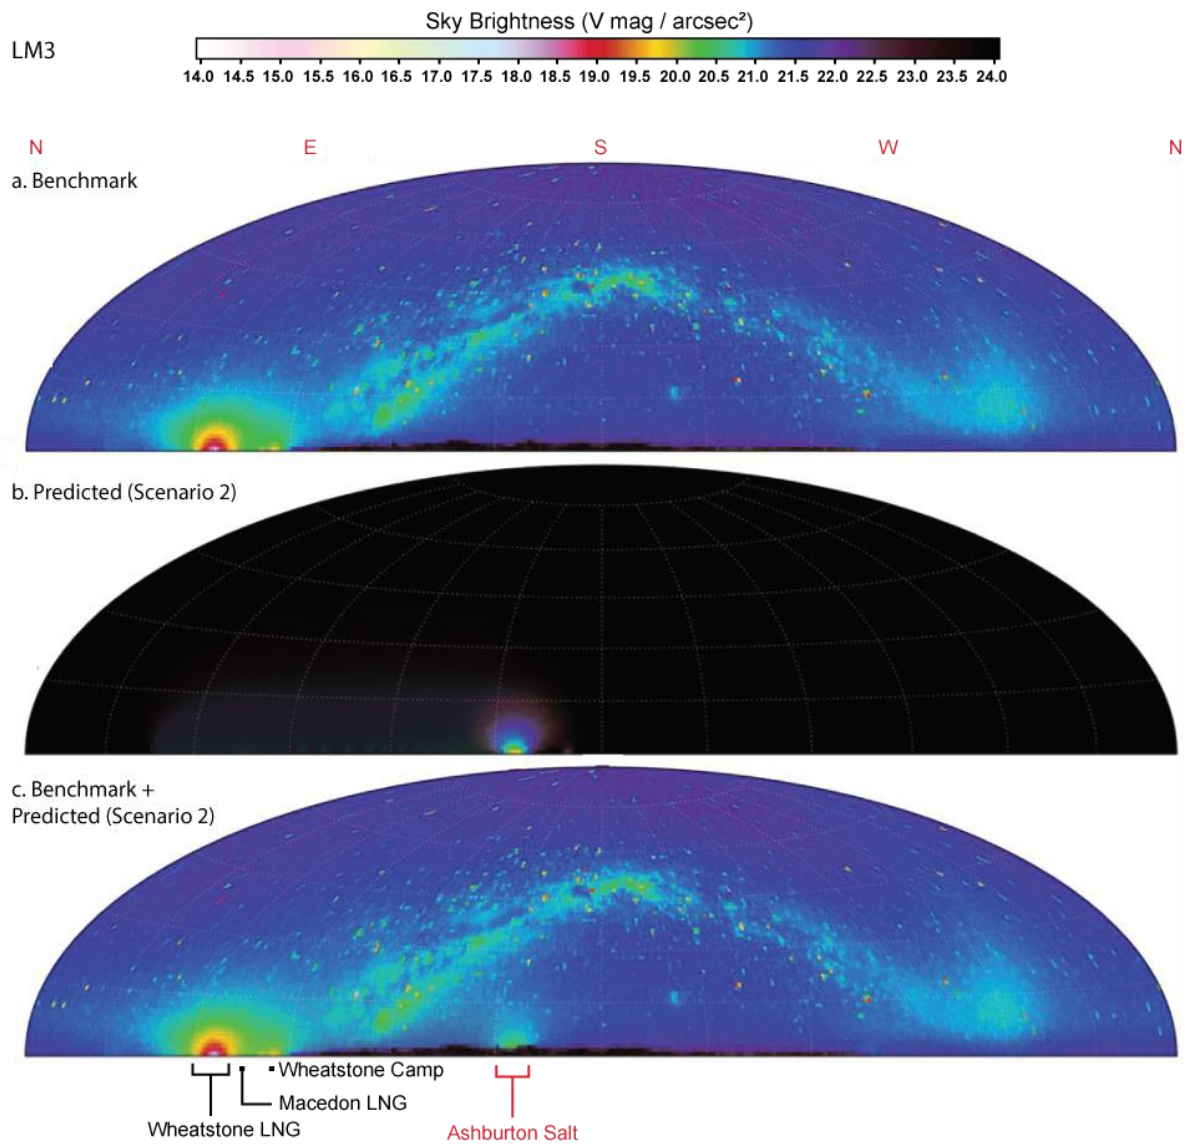 Sky Brightness (V mag / arcsec²)
LM3
14.0 14.5 15.0 15.5 16.0 16.5 17.0 17.5 18.0 18.5 19.0 19.5 20.0 20.5 21.0 21.5 22.0 22.5 23.0 23.5 24.0
N E S W N
a. Benchmark
b. Predicted (Scenario 2)
c. Benchmark +
Predicted (Scenario 2)
Wheatstone Camp
Macedon LNG
Wheatstone LNG
Ashburton Salt